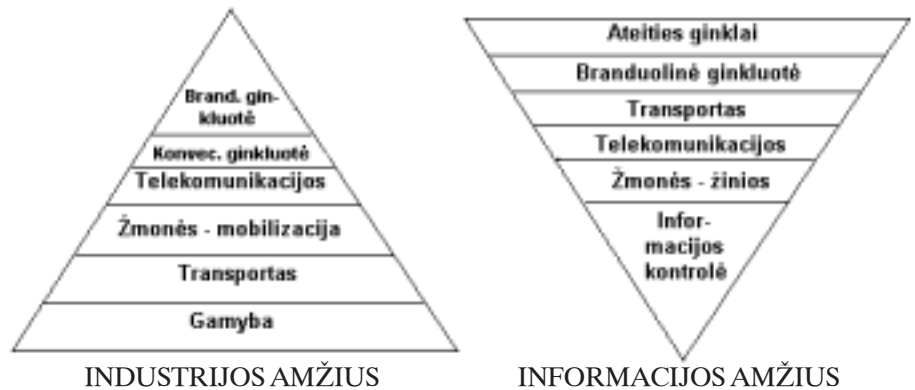 Brand. gin-
kluotė
Konvec. ginkluotė
Telekomunikacijos
Žmonės - mobilizacija
Transportas
Gamyba
INDUSTRIJOS AMŽIUS
Ateities ginklai
Branduolinė ginkluotė
Transportas
Telekomunikacijos
Žmonės - žinios
Infor-
macijos
kontrolė
INFORMACIJOS AMŽIUS